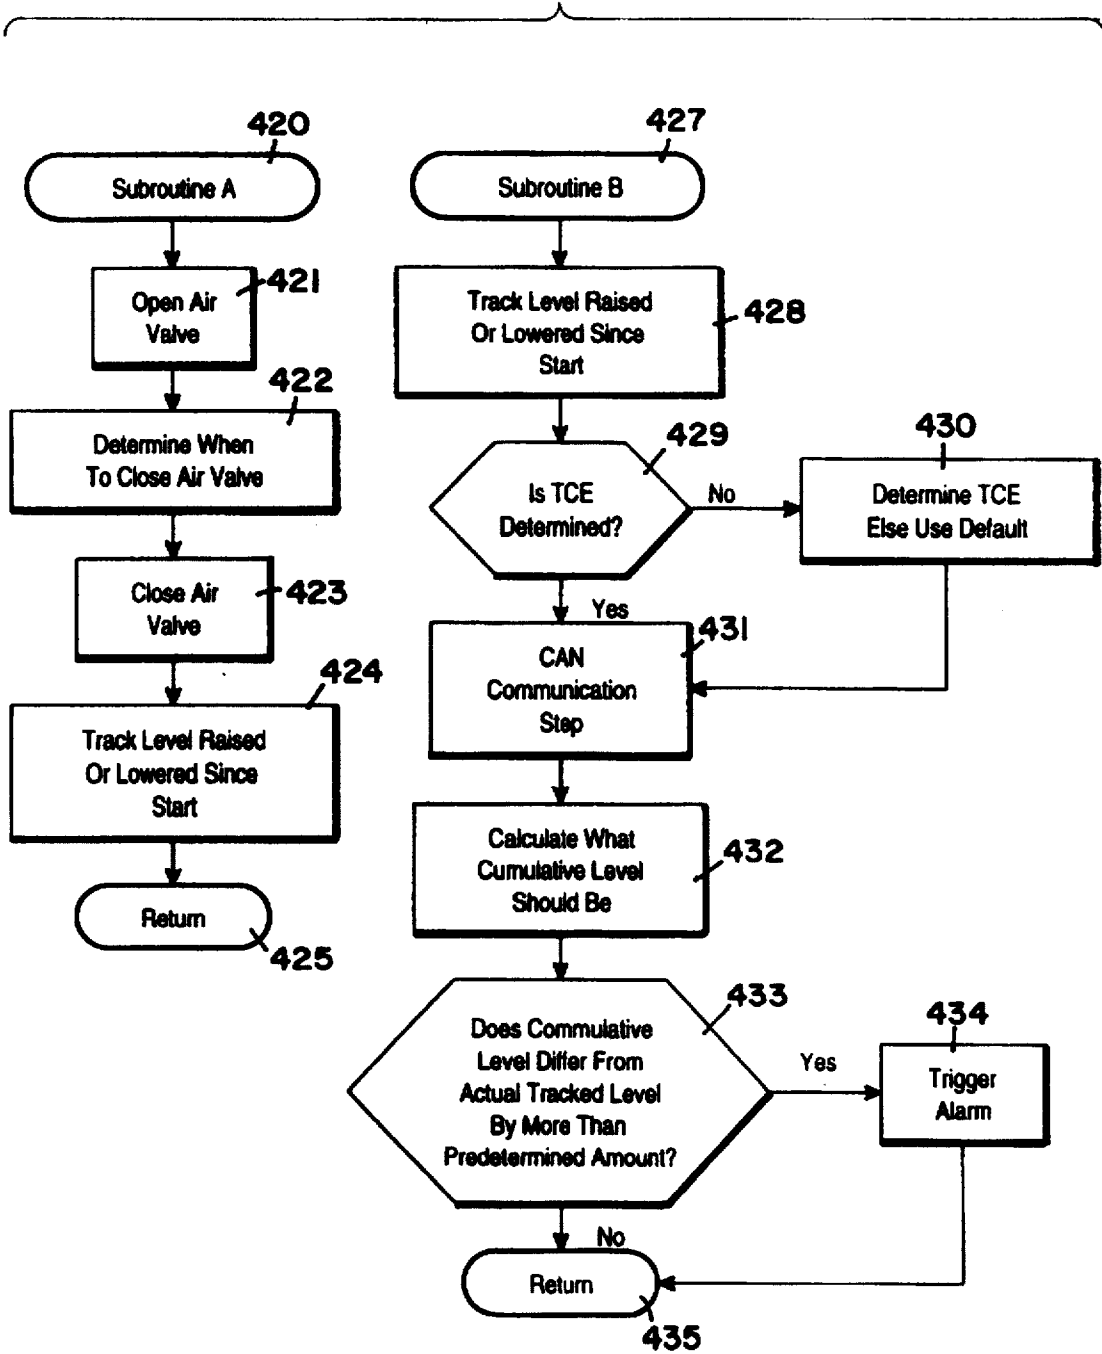 420
Subroutine A
421
Open Air
Valve
422
Determine When
To Close Air Valve
423
Close Air
Valve
424
Track Level Raised
Or Lowered Since
Start
Return
425
427
Subroutine B
428
Track Level Raised
Or Lowered Since
Start
429
Is TCE
Determined?
No
430
Determine TCE
Else Use Default
Yes
431
CAN
Communication
Step
432
Calculate What
Cumulative Level
Should Be
433
Does Commulative
Level Differ From
Actual Tracked Level
By More Than
Predetermined Amount?
Yes
434
Trigger
Alarm
No
Return
435